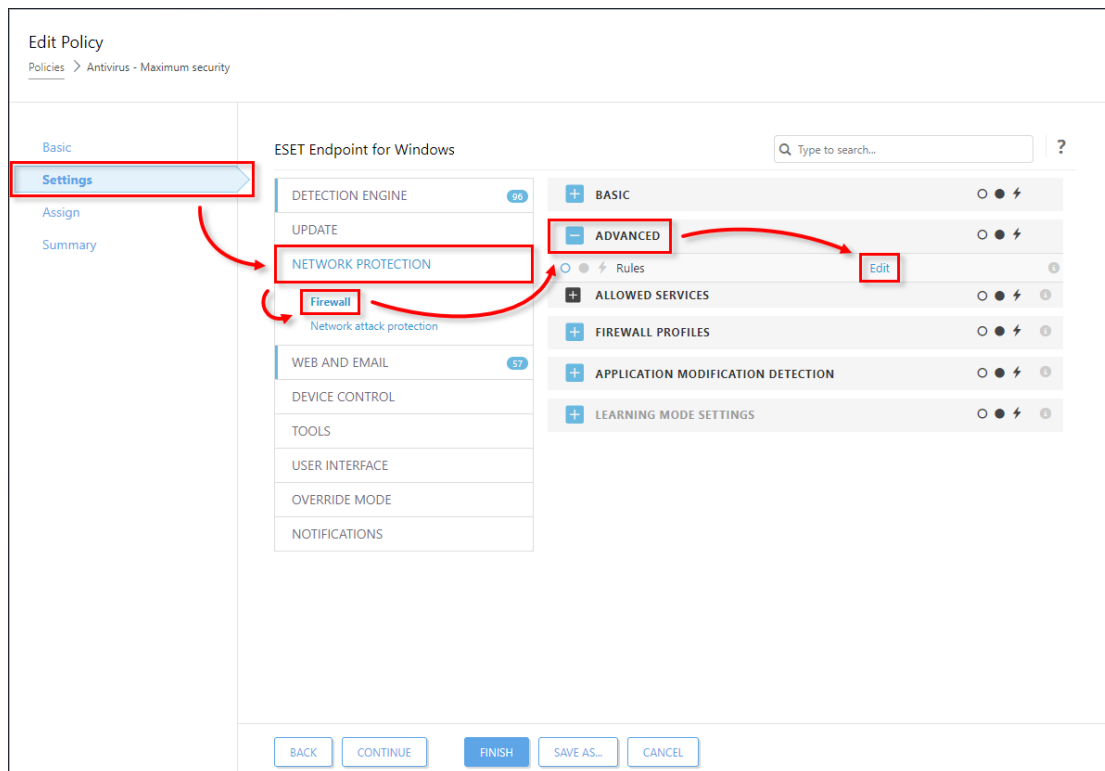 Edit Policy
Policies > Antivirus - Maximum security
Basic
Settings
Assign
Summary
ESET Endpoint for Windows
Type to search...
?
DETECTION ENGINE 96
UPDATE
NETWORK PROTECTION
Firewall
Network attack protection
WEB AND EMAIL 57
DEVICE CONTROL
TOOLS
USER INTERFACE
OVERRIDE MODE
NOTIFICATIONS
BASIC
ADVANCED
Rules Edit
ALLOWED SERVICES
FIREWALL PROFILES
APPLICATION MODIFICATION DETECTION
LEARNING MODE SETTINGS
BACK CONTINUE FINISH SAVE AS... CANCEL